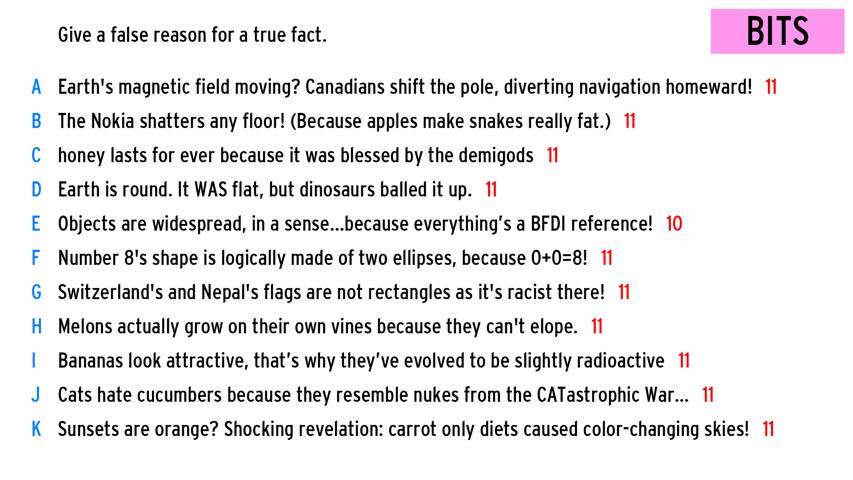 Give a false reason for a true fact.
BITS
A Earth's magnetic field moving? Canadians shift the pole, diverting navigation homeward! 11
B The Nokia shatters any floor! (Because apples make snakes really fat.) 11
C honey lasts for ever because it was blessed by the demigods 11
D Earth is round. It WAS flat, but dinosaurs balled it up. 11
E Objects are widespread, in a sense...because everything’s a BFDI reference! 10
F Number 8's shape is logically made of two ellipses, because 0+0=8! 11
G Switzerland's and Nepal's flags are not rectangles as it's racist there! 11
H Melons actually grow on their own vines because they can't elope. 11
I Bananas look attractive, that’s why they’ve evolved to be slightly radioactive 11
J Cats hate cucumbers because they resemble nukes from the CATastrophic War... 11
K Sunsets are orange? Shocking revelation: carrot only diets caused color-changing skies! 11